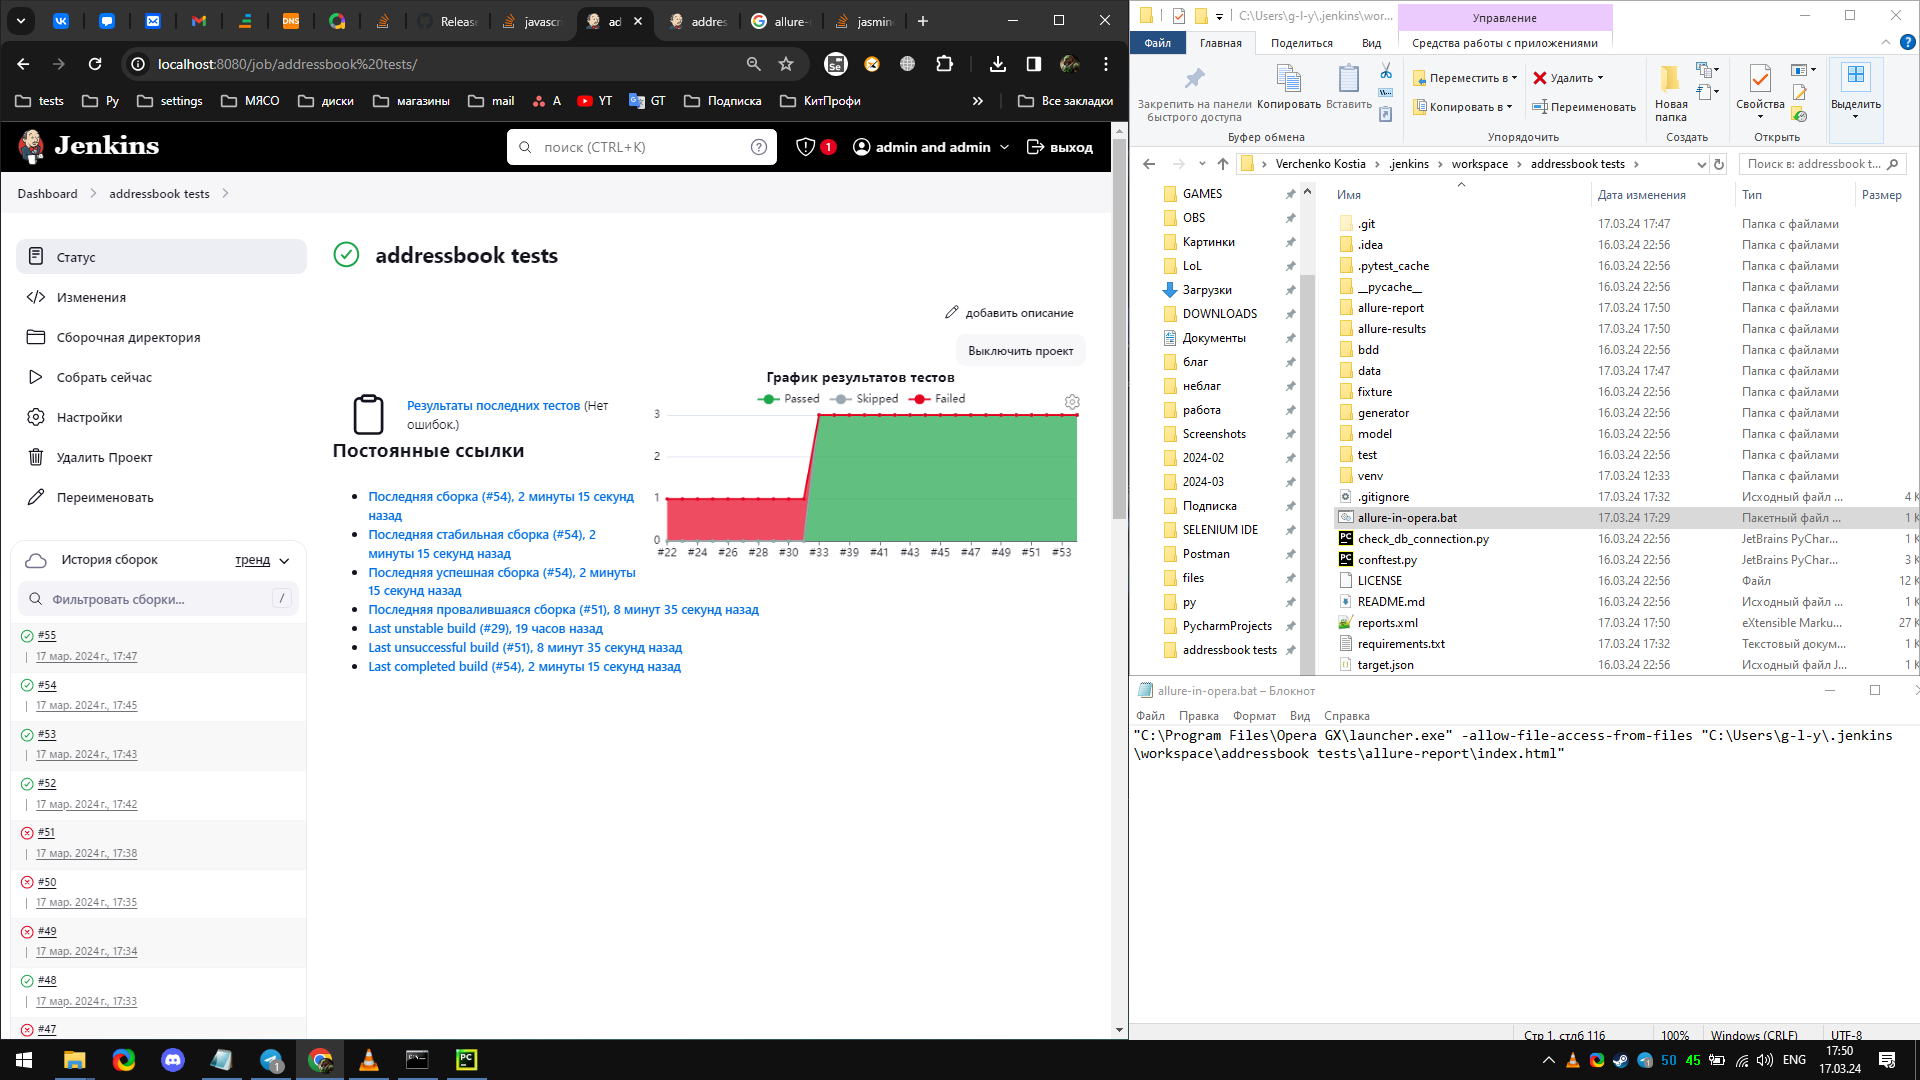 Release
javascri
ad
address
allure-
jasmin
localhost:8080/job/addressbook%20tests/
tests
Py
settings
МЯСО
диски
магазины
mail
A
YT
GT
Подписка
КитПрофи
»
Все закладки
Jenkins
поиск (CTRL+K)
1
admin and admin
выход
Dashboard
addressbook tests
Статус
Изменения
Сборочная директория
Собрать сейчас
Настройки
Удалить Проект
Переименовать
История сборок
тренд
Фильтровать сборки...
/
#55
17 мар. 2024 г., 17:47
#54
17 мар. 2024 г., 17:45
#53
17 мар. 2024 г., 17:43
#52
17 мар. 2024 г., 17:42
#51
17 мар. 2024 г., 17:38
#50
17 мар. 2024 г., 17:35
#49
17 мар. 2024 г., 17:34
#48
17 мар. 2024 г., 17:33
#47
addressbook tests
добавить описание
Выключить проект
Результаты последних тестов (Нет
ошибок.)
График результатов тестов
Passed Skipped Failed
3
2
1
0
#22 #24 #26 #28 #30 #33 #39 #41 #43 #45 #47 #49 #51 #53
Постоянные ссылки
Последняя сборка (#54), 2 минуты 15 секунд
назад
Последняя стабильная сборка (#54), 2
минуты 15 секунд назад
Последняя успешная сборка (#54), 2 минуты
15 секунд назад
Последняя провалившаяся сборка (#51), 8 минут 35 секунд назад
Last unstable build (#29), 19 часов назад
Last unsuccessful build (#51), 8 минут 35 секунд назад
Last completed build (#54), 2 минуты 15 секунд назад
C:\Users\g-l-y\.jenkins\wor...
Управление
Файл
Главная
Поделиться
Вид
Средства работы с приложениями
Закрепить на панели
быстрого доступа
Копировать
Вставить
Буфер обмена
Переместить в
Копировать в
Удалить
Переименовать
Упорядочить
Новая
папка
Создать
Свойства
Открыть
Выделить
Verchenko Kostia
.jenkins
workspace
addressbook tests
Поиск в: addressbook t...
GAMES
OBS
Картинки
LoL
Загрузки
DOWNLOADS
Документы
благ
неблаг
работа
Screenshots
2024-02
2024-03
Подписка
SELENIUM IDE
Postman
files
py
PycharmProjects
addressbook tests
Имя Дата изменения Тип Размер
.git 17.03.24 17:47 Папка с файлами
.idea 16.03.24 22:56 Папка с файлами
.pytest_cache 16.03.24 22:56 Папка с файлами
__pycache__ 16.03.24 22:56 Папка с файлами
allure-report 17.03.24 17:50 Папка с файлами
allure-results 17.03.24 17:50 Папка с файлами
bdd 16.03.24 22:56 Папка с файлами
data 17.03.24 17:47 Папка с файлами
fixture 16.03.24 22:56 Папка с файлами
generator 16.03.24 22:56 Папка с файлами
model 16.03.24 22:56 Папка с файлами
test 16.03.24 22:56 Папка с файлами
venv 17.03.24 12:33 Папка с файлами
.gitignore 17.03.24 17:32 Исходный файл ... 4 К
allure-in-opera.bat 17.03.24 17:29 Пакетный файл ... 1 К
check_db_connection.py 16.03.24 22:56 JetBrains PyChar... 1 К
conftest.py 16.03.24 22:56 JetBrains PyChar... 3 К
LICENSE 16.03.24 22:56 Файл 12 К
README.md 16.03.24 22:56 Исходный файл ... 1 К
reports.xml 17.03.24 17:50 eXtensible Marku... 27 К
requirements.txt 17.03.24 17:32 Текстовый докум... 1 К
target.json 16.03.24 22:56 Исходный файл J... 1 К
allure-in-opera.bat – Блокнот
Файл Правка Формат Вид Справка
"C:\Program Files\Opera GX\launcher.exe" -allow-file-access-from-files "C:\Users\g-l-y\.jenkins
\workspace\addressbook tests\allure-report\index.html"
Стр 1, стлб 116
100%
Windows (CRLF)
UTF-8
50
45
ENG
17:50
17.03.24